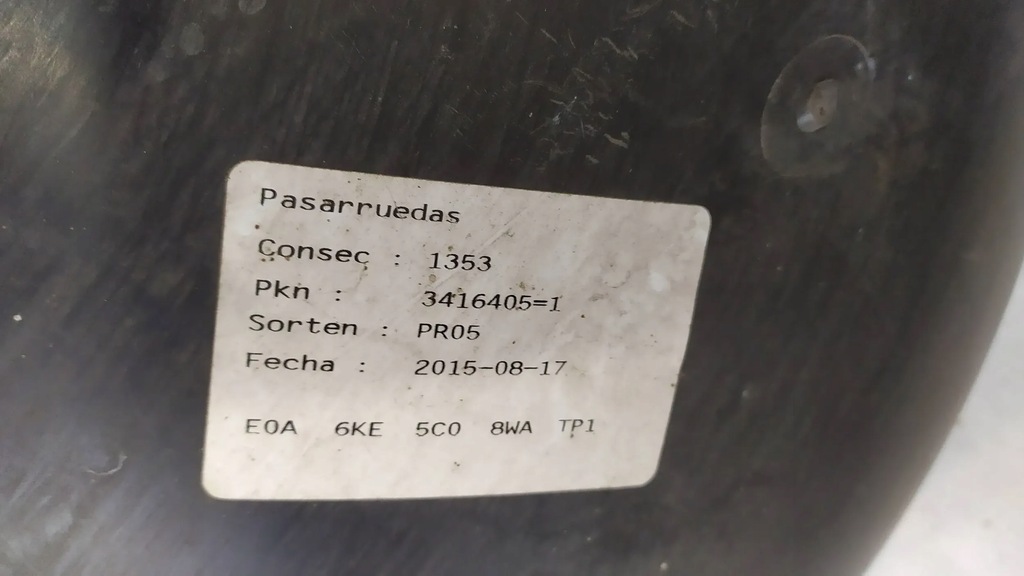 Pasarruedas
Consec : 1353
Pkn : 3416405=1
Sorten : PR05
Fecha : 2015-08-17
E0A 6KE 5C0 8WA TP1